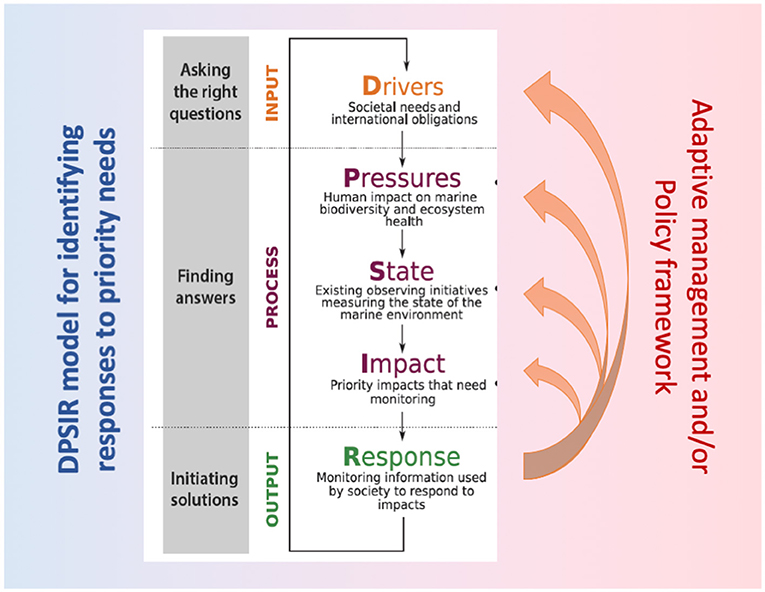 DPSIR model for identifying
responses to priority needs
Asking
the right
questions
INPUT
Drivers
Societal needs and
international obligations
Finding
answers
PROCESS
Pressures
Human impact on marine
biodiversity and ecosystem
health
State
Existing observing initiatives
measuring the state of the
marine environment
Impact
Priority impacts that need
monitoring
Initiating
solutions
OUTPUT
Response
Monitoring information used
by society to respond to
impacts
Adaptive management and/or
Policy framework